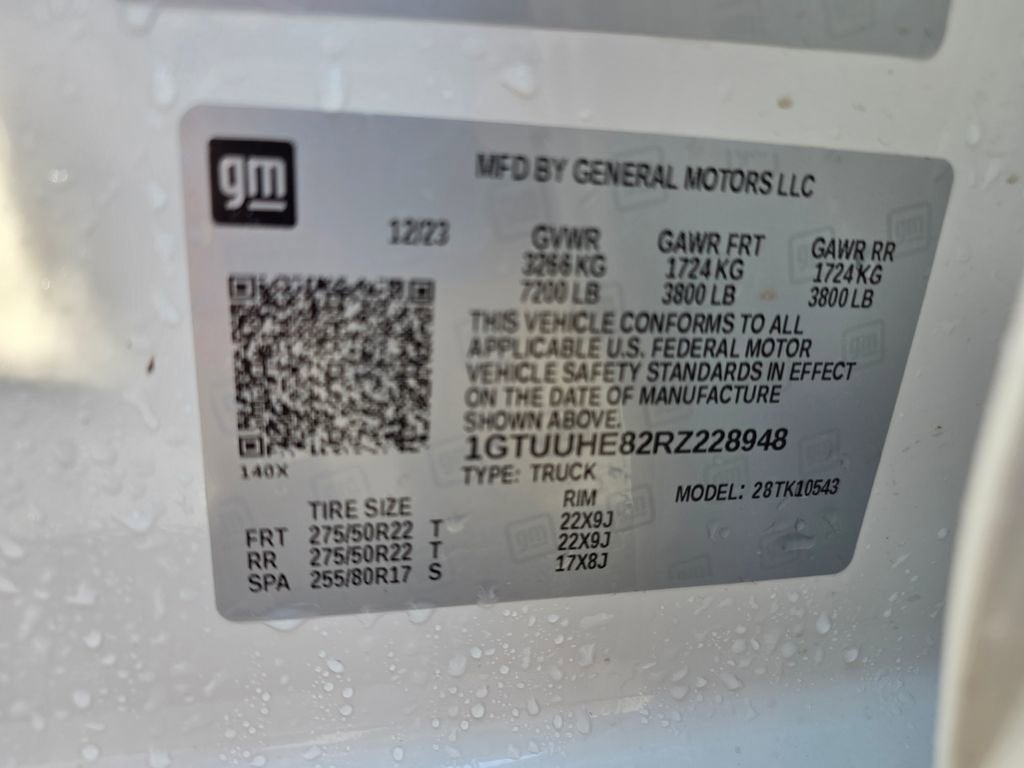 gm
MFD BY GENERAL MOTORS LLC
12/23
GVWR GAWR FRT GAWR RR
3266 KG 1724 KG 1724 KG
7200 LB 3800 LB 3800 LB
THIS VEHICLE CONFORMS TO ALL
APPLICABLE U.S. FEDERAL MOTOR
VEHICLE SAFETY STANDARDS IN EFFECT
ON THE DATE OF MANUFACTURE
SHOWN ABOVE.
1GTUUHE82RZ228948
140X
TYPE: TRUCK
MODEL: 28TK10543
TIRE SIZE RIM
FRT 275/50R22 T 22X9J
RR 275/50R22 T 22X9J
SPA 255/80R17 S 17X8J